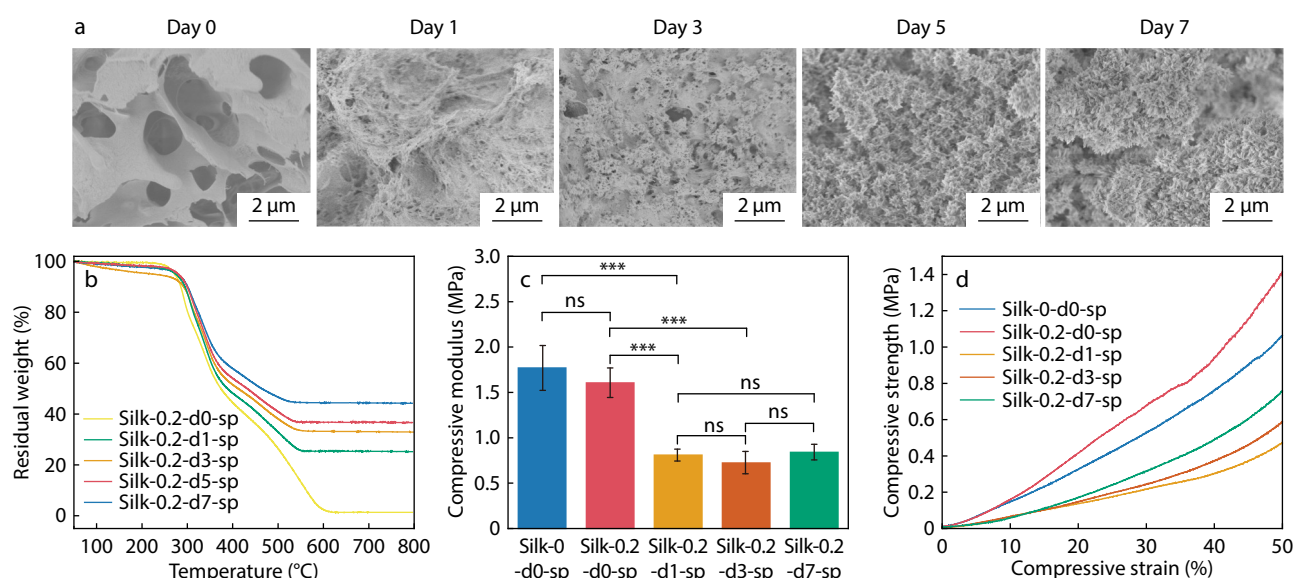 a
Day 0
Day 1
Day 3
Day 5
Day 7
2 μm
2 μm
2 μm
2 μm
2 μm
b
Residual weight (%)
100
80
60
40
20
0
Silk-0.2-d0-sp
Silk-0.2-d1-sp
Silk-0.2-d3-sp
Silk-0.2-d5-sp
Silk-0.2-d7-sp
100 200 300 400 500 600 700 800
Temperature (°C)
c
Compressive modulus (MPa)
3.0
2.5
2.0
1.5
1.0
0.5
0
***
ns
***
***
ns
ns
ns
Silk-0 Silk-0.2 Silk-0.2 Silk-0.2 Silk-0.2
-d0-sp -d0-sp -d1-sp -d3-sp -d7-sp
d
Compressive strength (MPa)
1.4
1.2
1.0
0.8
0.6
0.4
0.2
0
Silk-0-d0-sp
Silk-0.2-d0-sp
Silk-0.2-d1-sp
Silk-0.2-d3-sp
Silk-0.2-d7-sp
0 10 20 30 40 50
Compressive strain (%)